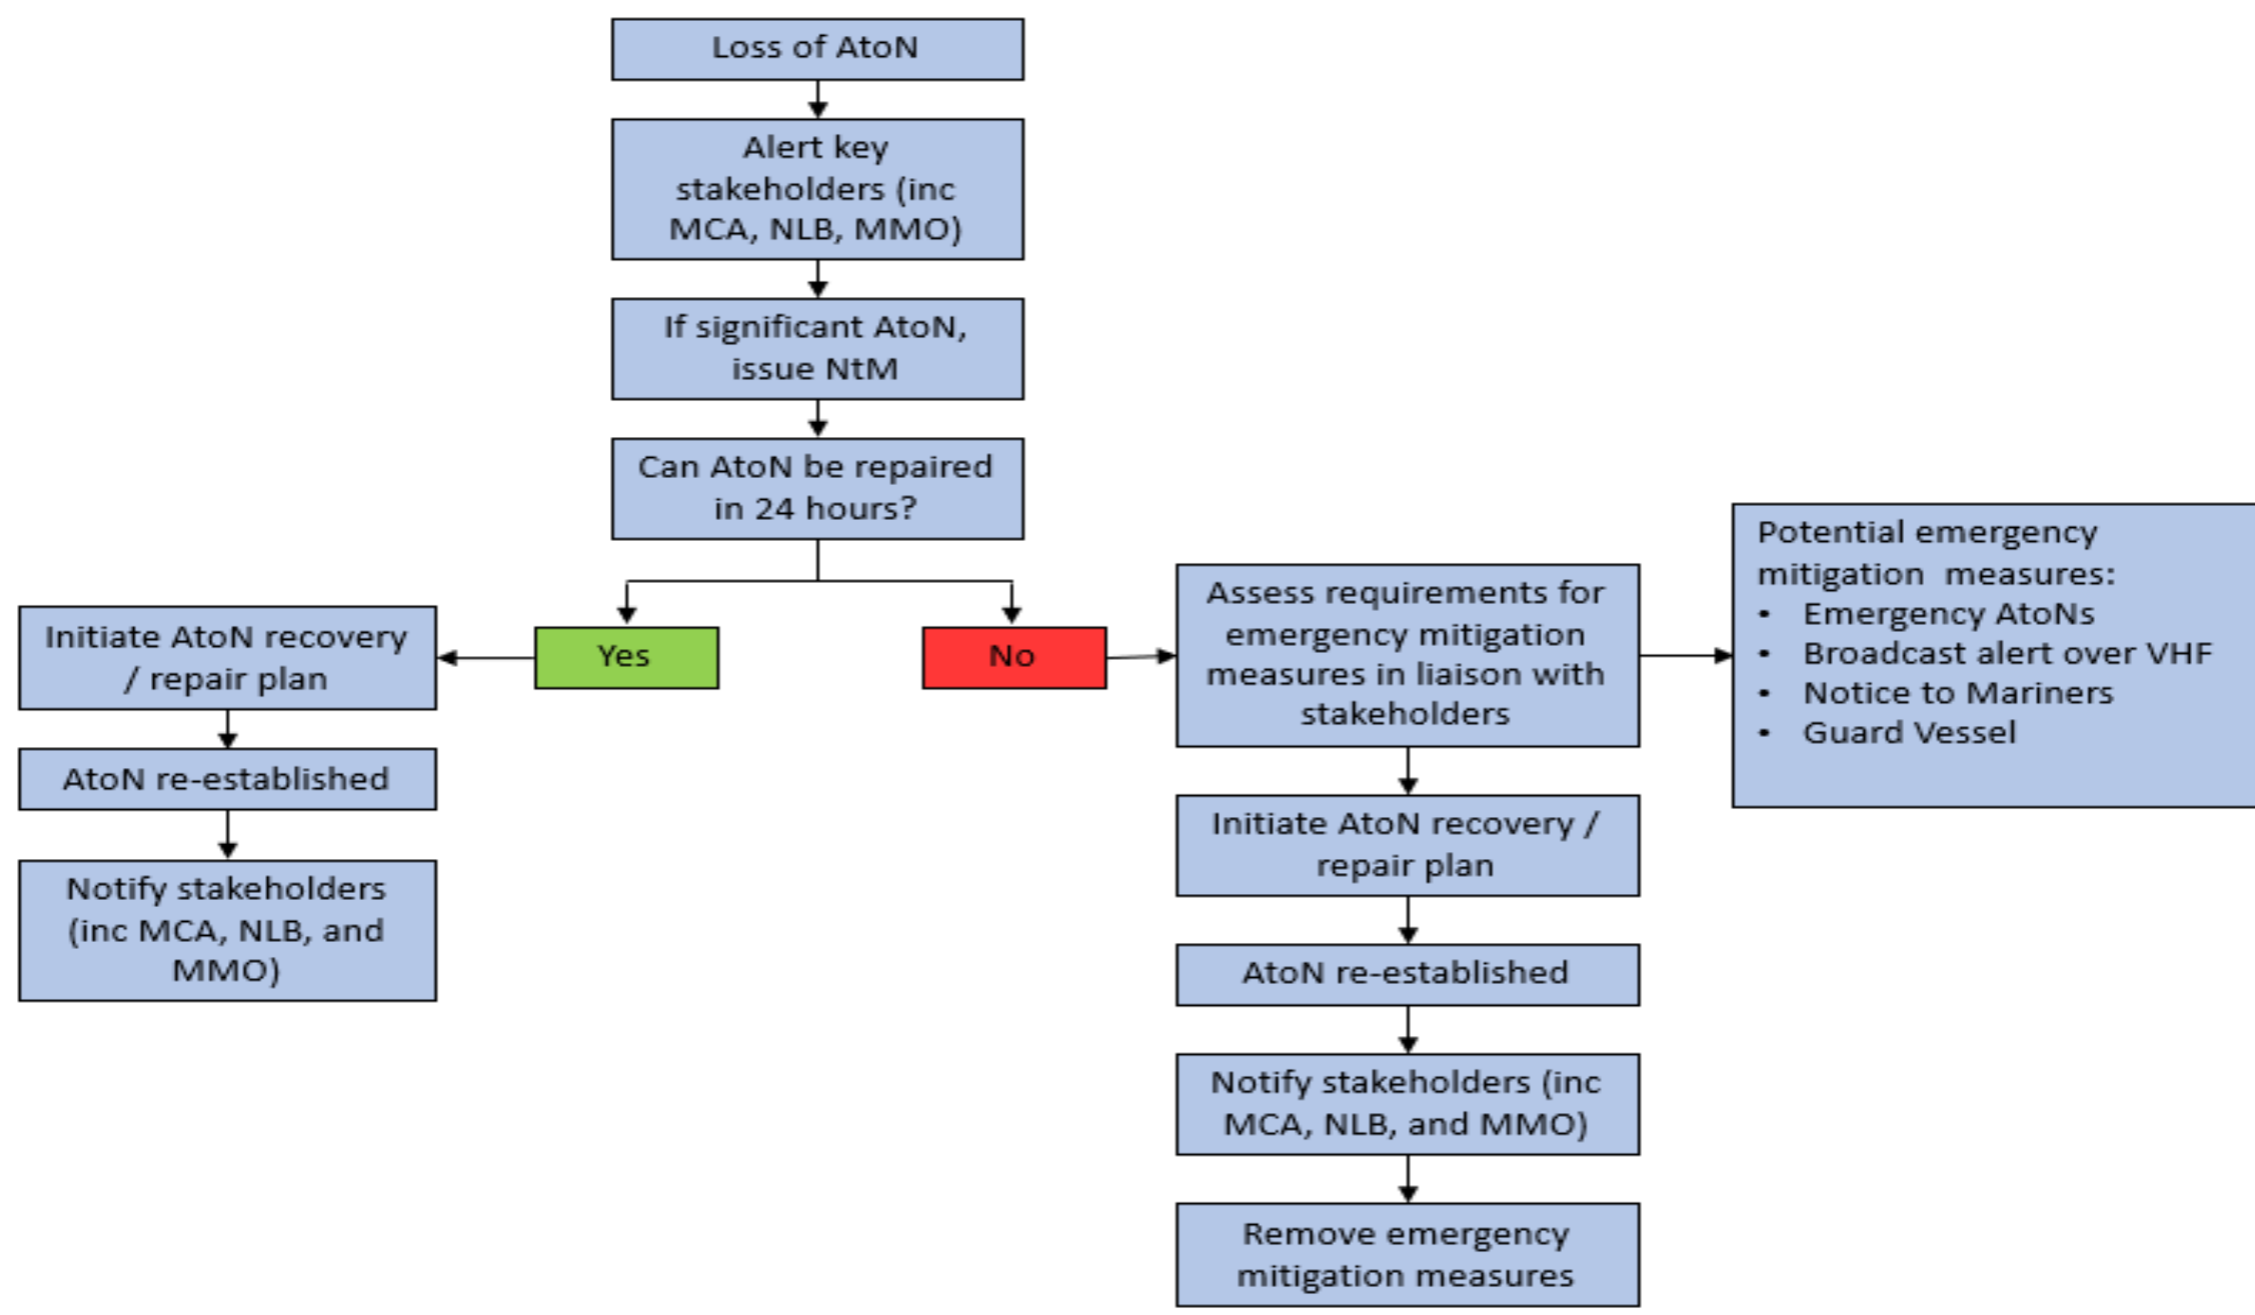 Loss of AtoN
Alert key
stakeholders (inc
MCA, NLB, MMO)
If significant AtoN,
issue NtM
Can AtoN be repaired
in 24 hours?
Yes
No
Initiate AtoN recovery
/ repair plan
AtoN re-established
Notify stakeholders
(inc MCA, NLB, and
MMO)
Assess requirements for
emergency mitigation
measures in liaison with
stakeholders
Potential emergency
mitigation measures:
• Emergency AtoNs
• Broadcast alert over VHF
• Notice to Mariners
• Guard Vessel
Initiate AtoN recovery /
repair plan
AtoN re-established
Notify stakeholders (inc
MCA, NLB, and MMO)
Remove emergency
mitigation measures